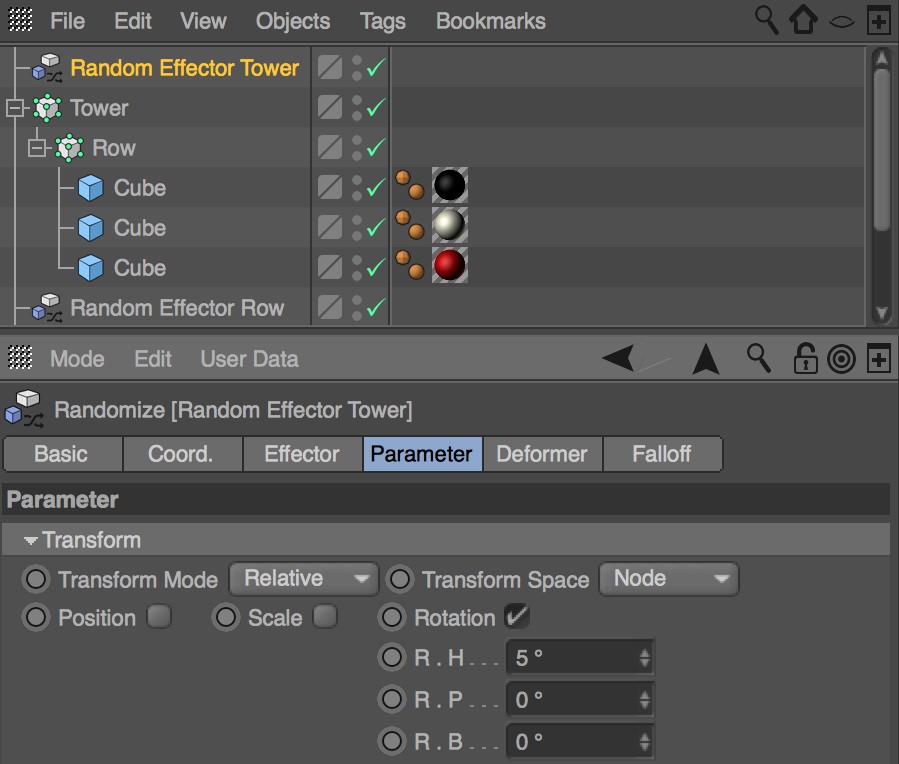 File Edit View Objects Tags Bookmarks
Random Effector Tower
Tower
Row
Cube
Cube
Cube
Random Effector Row
Mode Edit User Data
Randomize [Random Effector Tower]
Basic Coord. Effector Parameter Deformer Falloff
Parameter
Transform
Transform Mode Relative Transform Space Node
Position Scale Rotation
R . H . . . 5 °
R . P . . . 0 °
R . B . . . 0 °